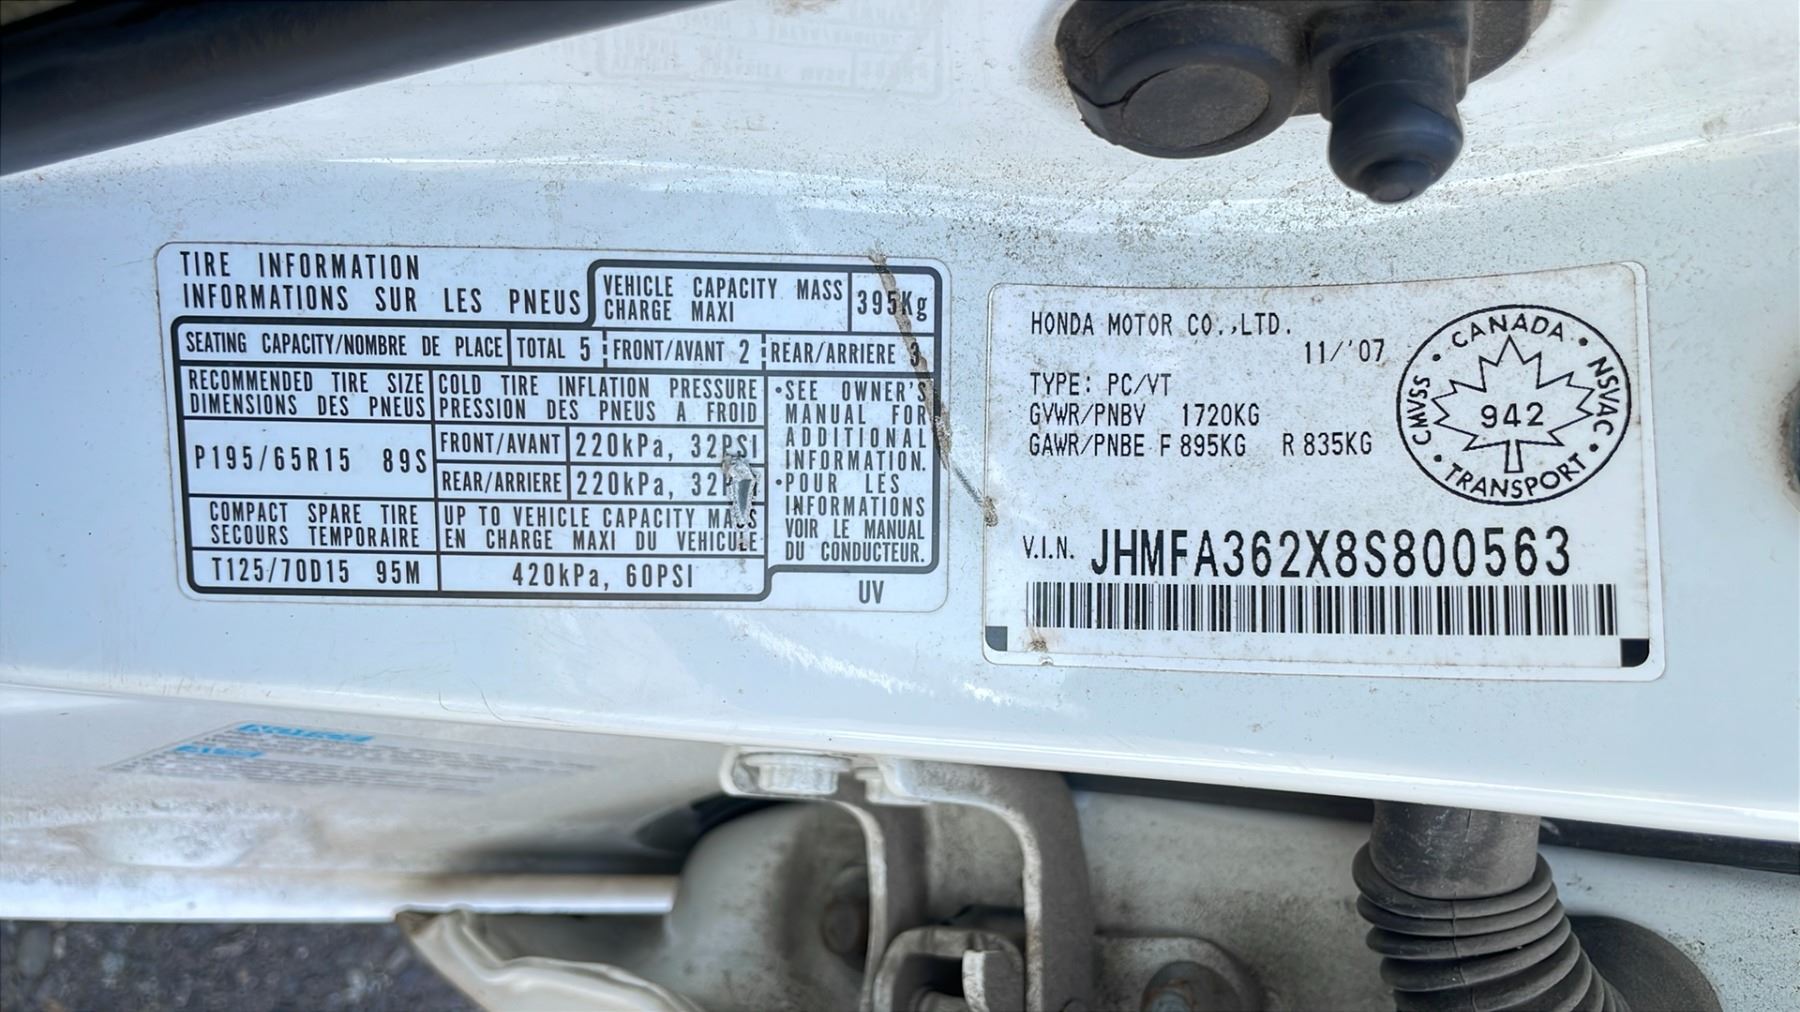 TIRE INFORMATION
INFORMATIONS SUR LES PNEUS
VEHICLE CAPACITY MASS
CHARGE MAXI
395Kg
SEATING CAPACITY/NOMBRE DE PLACE
TOTAL 5
FRONT/AVANT 2
REAR/ARRIERE 3
RECOMMENDED TIRE SIZE
DIMENSIONS DES PNEUS
COLD TIRE INFLATION PRESSURE
PRESSION DES PNEUS A FROID
P195/65R15 89S
FRONT/AVANT
220kPa, 32PSI
REAR/ARRIERE
220kPa, 32PSI
COMPACT SPARE TIRE
SECOURS TEMPORAIRE
UP TO VEHICLE CAPACITY MASS
EN CHARGE MAXI DU VEHICULE
T125/70D15 95M
420kPa, 60PSI
•SEE OWNER'S
MANUAL FOR
ADDITIONAL
INFORMATION.
•POUR LES
INFORMATIONS
VOIR LE MANUAL
DU CONDUCTEUR.
UV
HONDA MOTOR CO.,LTD.
11/'07
TYPE: PC/VT
GVWR/PNBV 1720KG
GAWR/PNBE F 895KG R 835KG
CANADA
CMVSS • NSVAC
942
TRANSPORT
V.I.N. JHMFA362X8S800563